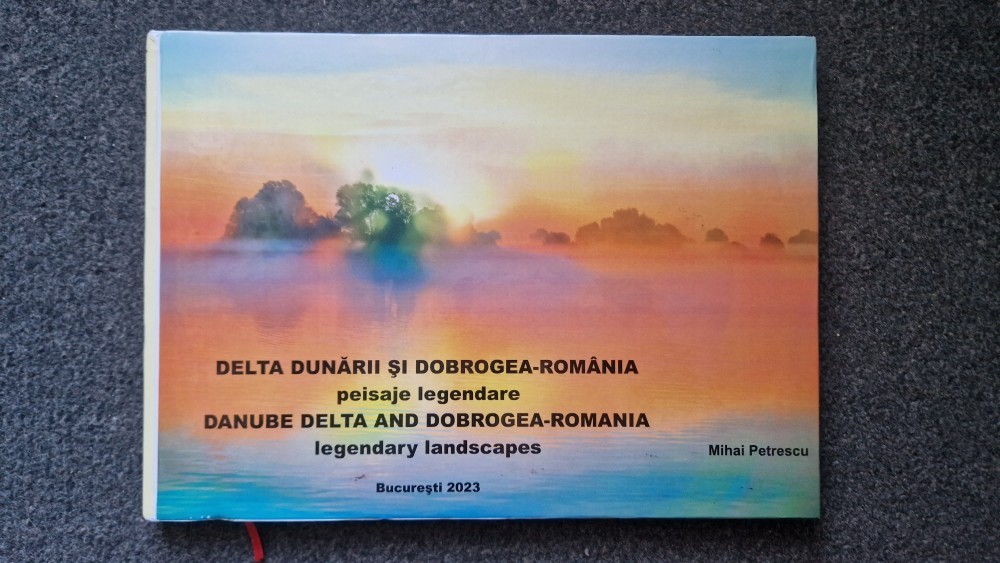 DELTA DUNĂRII ŞI DOBROGEA-ROMÂNIA
peisaje legendare
DANUBE DELTA AND DOBROGEA-ROMANIA
legendary landscapes
Mihai Petrescu
Bucureşti 2023